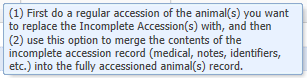 (1) First do a regular accession of the animal(s) you want
to replace the Incomplete Accession(s) with, and then
(2) use this option to merge the contents of the
incomplete accession record (medical, notes, identifiers,
etc.) into the fully accessioned animal(s) record.